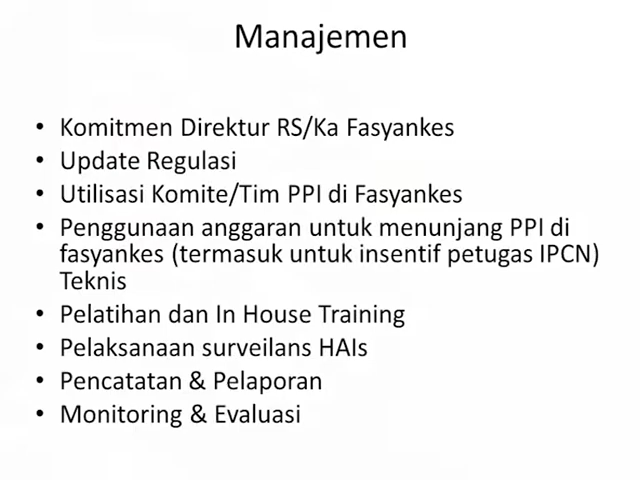 Manajemen
• Komitmen Direktur RS/Ka Fasyankes
• Update Regulasi
• Utilisasi Komite/Tim PPI di Fasyankes
• Penggunaan anggaran untuk menunjang PPI di
fasyankes (termasuk untuk insentif petugas IPCN)
Teknis
• Pelatihan dan In House Training
• Pelaksanaan surveilans HAIs
• Pencatatan & Pelaporan
• Monitoring & Evaluasi